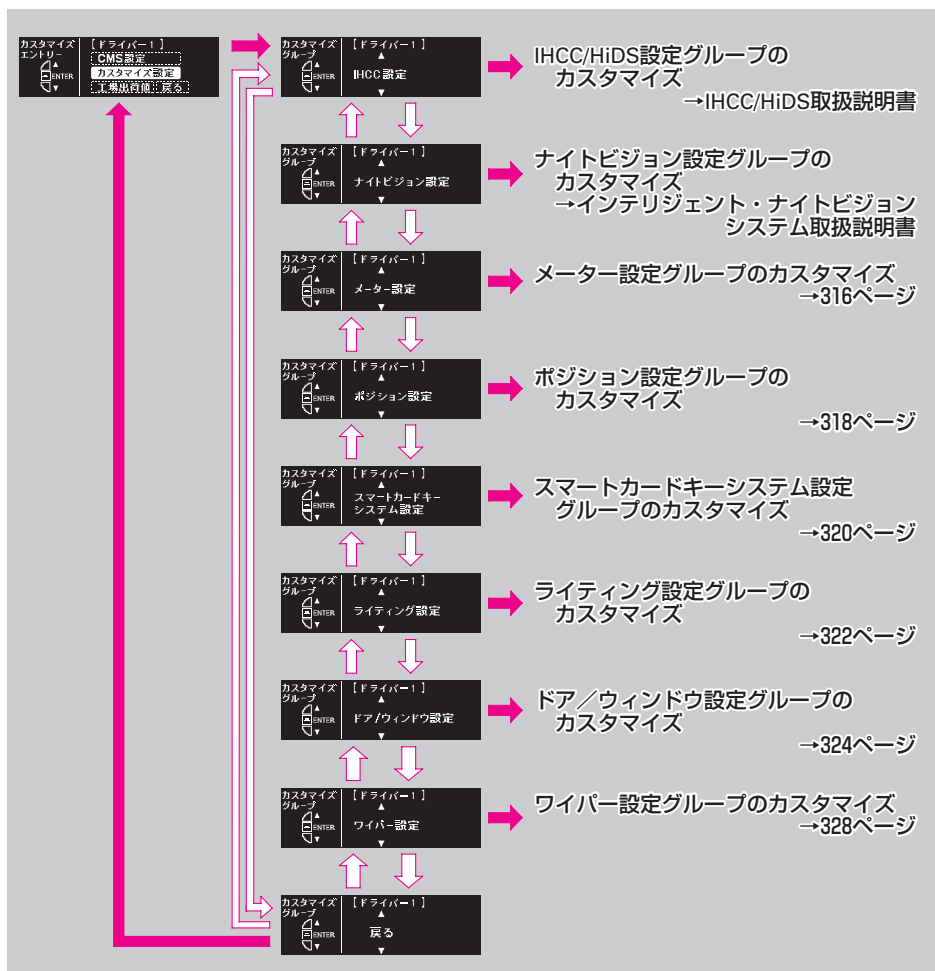 カスタマイズ
エントリー
▲
ENTER
▼
[ドライバー1]
CMS設定
カスタマイズ設定
工場出荷値 戻る
カスタマイズ
グループ
▲
ENTER
▼
[ドライバー1]
▲
IHCC設定
▼
IHCC/HiDS設定グループの
カスタマイズ
→IHCC/HiDS取扱説明書
カスタマイズ
グループ
▲
ENTER
▼
[ドライバー1]
▲
ナイトビジョン設定
▼
ナイトビジョン設定グループの
カスタマイズ
→インテリジェント・ナイトビジョン
システム取扱説明書
カスタマイズ
グループ
▲
ENTER
▼
[ドライバー1]
▲
メーター設定
▼
メーター設定グループのカスタマイズ
→316ページ
カスタマイズ
グループ
▲
ENTER
▼
[ドライバー1]
▲
ポジション設定
▼
ポジション設定グループの
カスタマイズ
→318ページ
カスタマイズ
グループ
▲
ENTER
▼
[ドライバー1]
▲
スマートカードキー
システム設定
▼
スマートカードキーシステム設定
グループのカスタマイズ
→320ページ
カスタマイズ
グループ
▲
ENTER
▼
[ドライバー1]
▲
ライティング設定
▼
ライティング設定グループの
カスタマイズ
→322ページ
カスタマイズ
グループ
▲
ENTER
▼
[ドライバー1]
▲
ドア/ウィンドウ設定
▼
ドア／ウィンドウ設定グループの
カスタマイズ
→324ページ
カスタマイズ
グループ
▲
ENTER
▼
[ドライバー1]
▲
ワイパー設定
▼
ワイパー設定グループのカスタマイズ
→328ページ
カスタマイズ
グループ
▲
ENTER
▼
[ドライバー1]
▲
戻る
▼